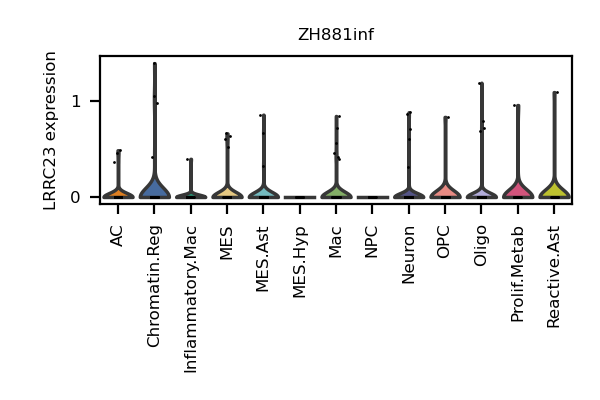 ZH881inf
LRRC23 expression
1
0
AC
Chromatin.Reg
Inflammatory.Mac
MES
MES.Ast
MES.Hyp
Mac
NPC
Neuron
OPC
Oligo
Prolif.Metab
Reactive.Ast